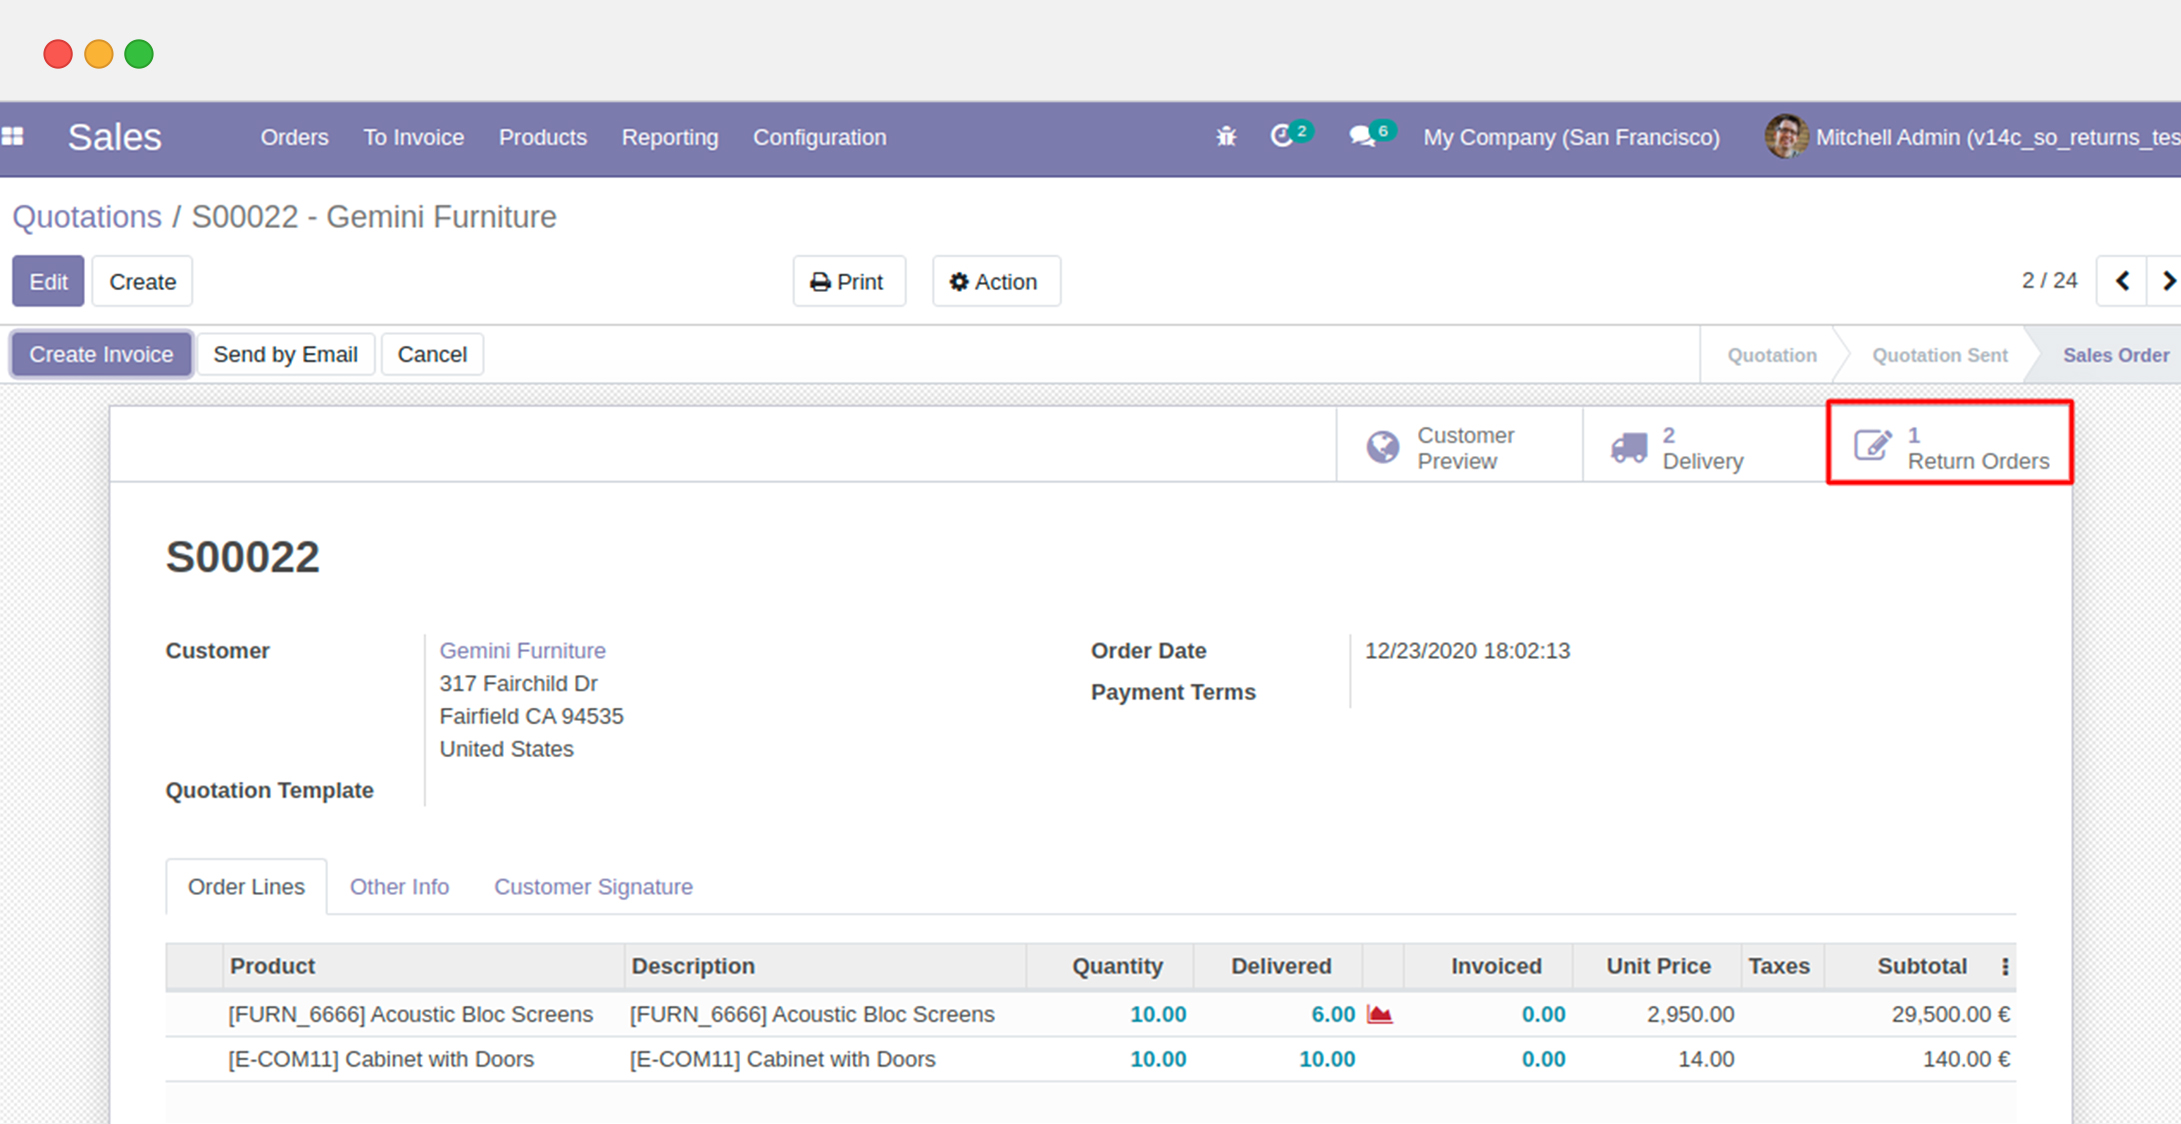 Sales Orders To Invoice Products Reporting Configuration 2 6 My Company (San Francisco) Mitchell Admin (v14c_so_returns_tes
Quotations / S00022 - Gemini Furniture
Edit Create Print Action 2 / 24
Create Invoice Send by Email Cancel Quotation Quotation Sent Sales Order
Customer Preview 2 Delivery 1 Return Orders
S00022
Customer Gemini Furniture Order Date 12/23/2020 18:02:13
317 Fairchild Dr Payment Terms
Fairfield CA 94535
United States
Quotation Template
Order Lines Other Info Customer Signature
Product Description Quantity Delivered Invoiced Unit Price Taxes Subtotal
[FURN_6666] Acoustic Bloc Screens [FURN_6666] Acoustic Bloc Screens 10.00 6.00 0.00 2,950.00 29,500.00 €
[E-COM11] Cabinet with Doors [E-COM11] Cabinet with Doors 10.00 10.00 0.00 14.00 140.00 €